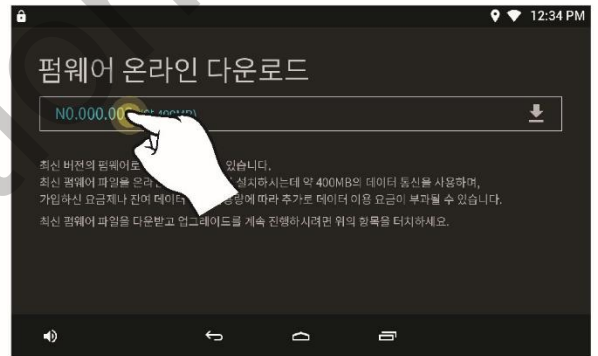 12:34 PM
펌웨어 온라인 다운로드
N0.000.00
최신 버전의 펌웨어로 있습니다.
최신 펌웨어 파일을 설치하시는데 약 400MB의 데이터 통신을 사용하며,
가입하신 요금제나 잔여 데이터 따라 추가로 데이터 이용 요금이 부과될 수 있습니다.
최신 펌웨어 파일을 다운받고 업그레이드를 계속 진행하시려면 위의 항목을 터치하세요.